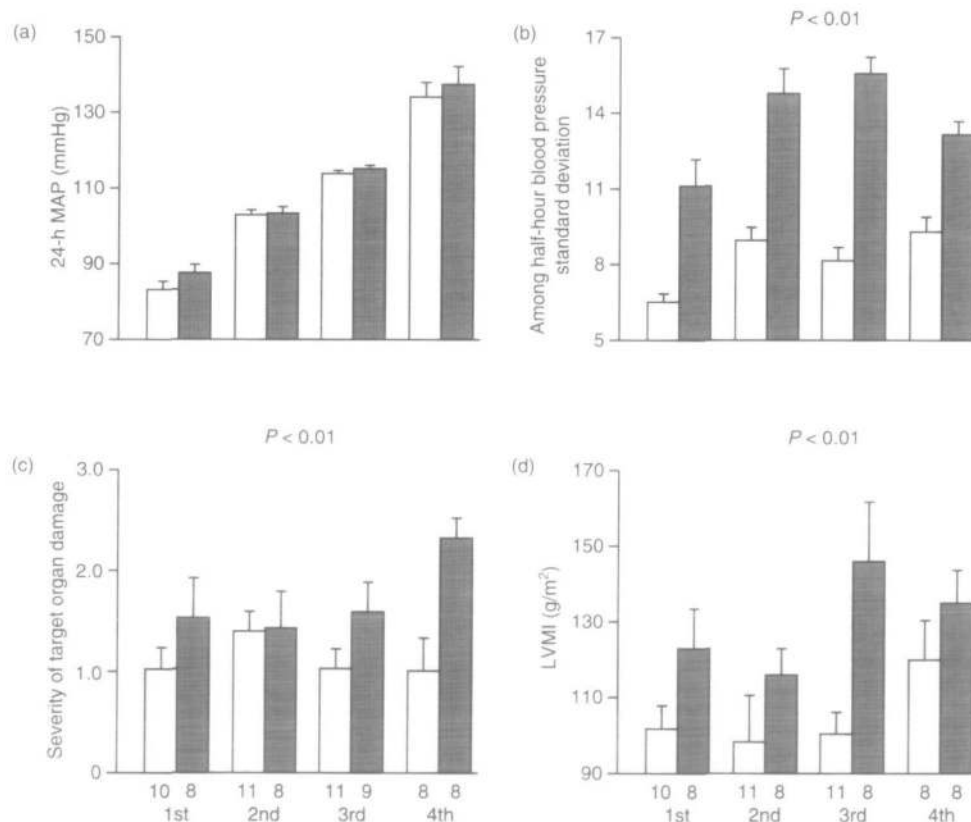 (a)
150
130
110
90
70
24-h MAP (mmHg)
P < 0.01
(b)
17
14
11
8
5
Among half-hour blood pressure
standard deviation
P < 0.01
(c)
3.0
2.0
1.0
0
Severity of target organ damage
10 8 11 8 11 9 8 8
1st 2nd 3rd 4th
P < 0.01
(d)
170
150
130
110
90
LVMI (g/m²)
10 8 11 8 11 8 8 8
1st 2nd 3rd 4th